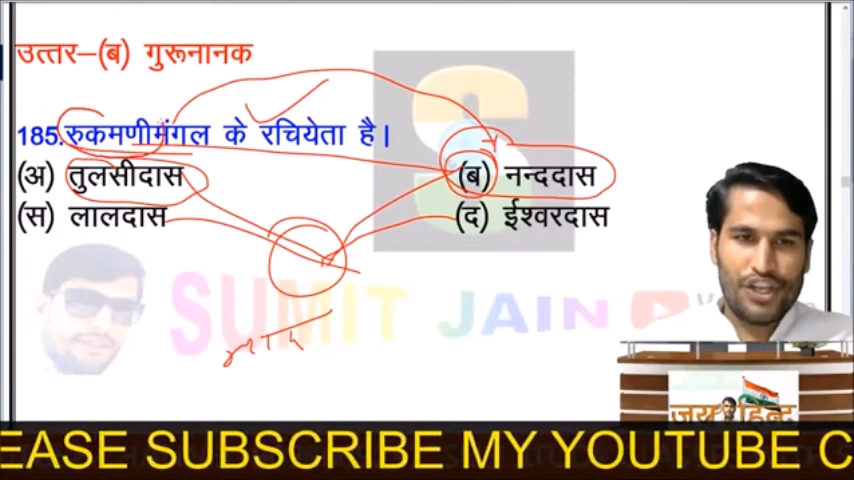 उत्तर–(ब) गुरूनानक
185.रुकमणीमंगल के रचियेता है।
(अ) तुलसीदास (ब) नन्ददास
(स) लालदास (द) ईश्वरदास
SUMIT JAIN
जय हिन्द
EASE SUBSCRIBE MY YOUTUBE C